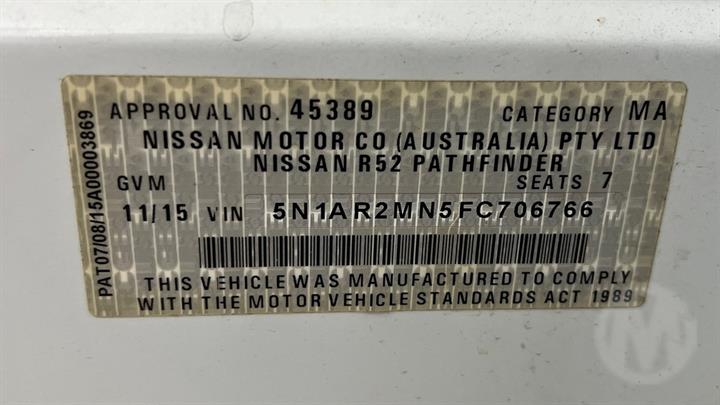 APPROVAL NO. 45389 CATEGORY MA
NISSAN MOTOR CO (AUSTRALIA) PTY LTD
NISSAN R52 PATHFINDER
GVM SEATS 7
11/15 VIN 5N1AR2MN5FC706766
THIS VEHICLE WAS MANUFACTURED TO COMPLY
WITH THE MOTOR VEHICLE STANDARDS ACT 1989
PAT07/08/15A00003869
M